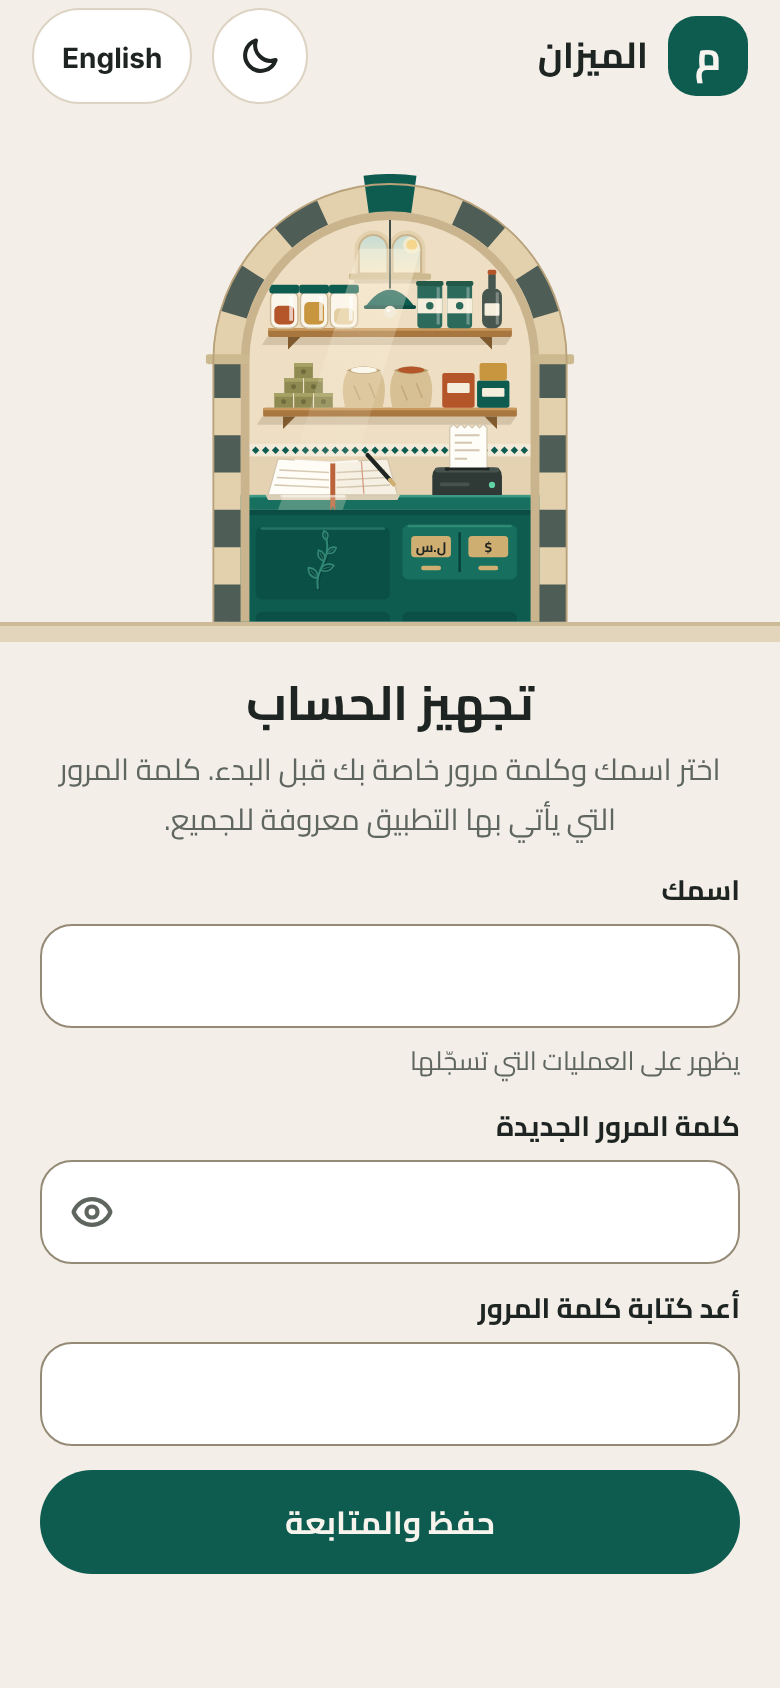 م
الميزان
English
ل.س
$
تجهيز الحساب
اختر اسمك وكلمة مرور خاصة بك قبل البدء. كلمة المرور
التي يأتي بها التطبيق معروفة للجميع.
اسمك
يظهر على العمليات التي تسجّلها
كلمة المرور الجديدة
أعد كتابة كلمة المرور
حفظ والمتابعة